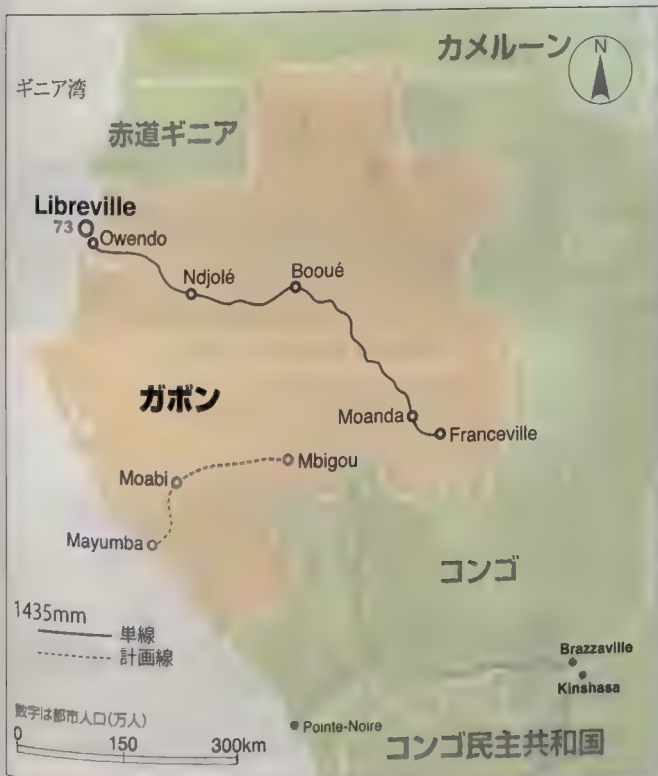 カメルーン
N
ギニア湾
赤道ギニア
Libreville
73
Owendo
Ndjolé
Booué
ガボン
Moanda
Franceville
Mbigou
Moabi
Mayumba
コンゴ
1435mm
単線
計画線
Brazzaville
Kinshasa
数字は都市人口(万人)
0 150 300km
Pointe-Noire
コンゴ民主共和国